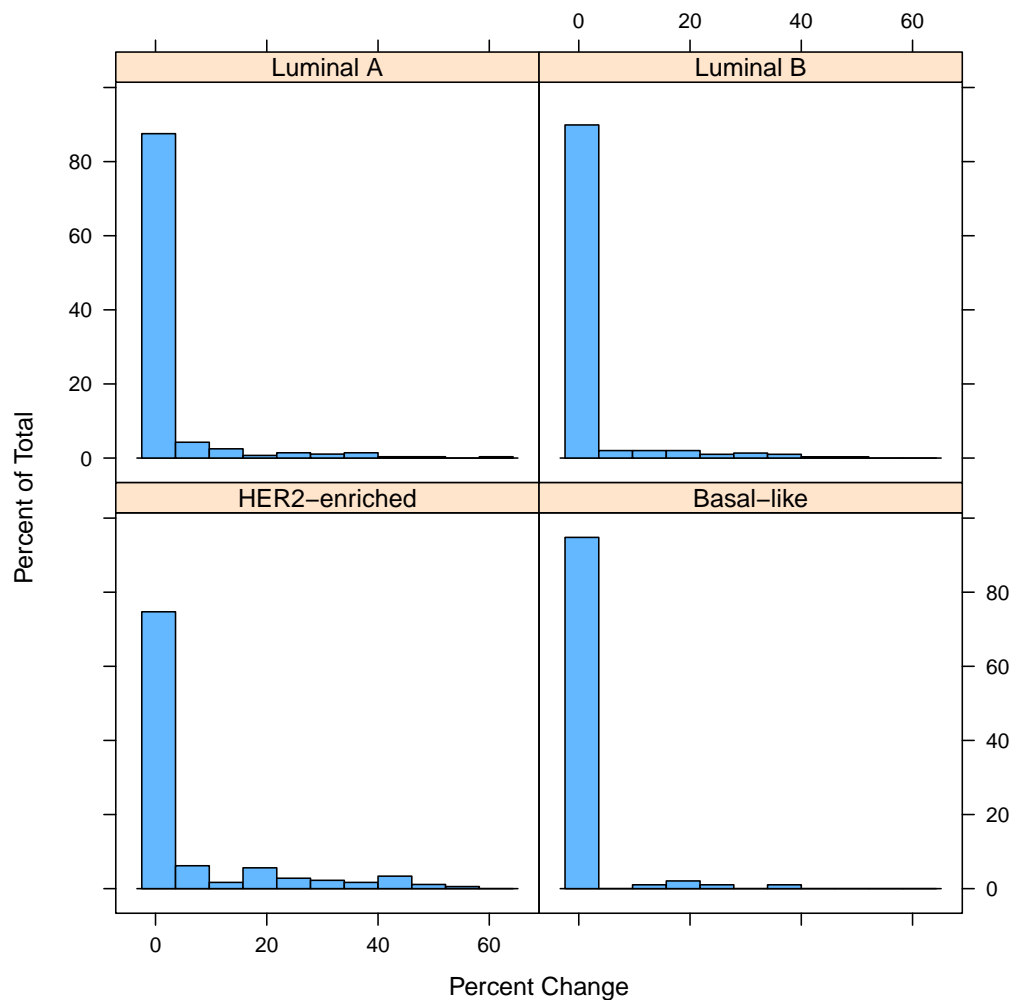 0 20 40 60
Luminal A Luminal B
80
60
40
20
0
HER2−enriched Basal−like
80
60
40
20
0
0 20 40 60
Percent Change
Percent of Total